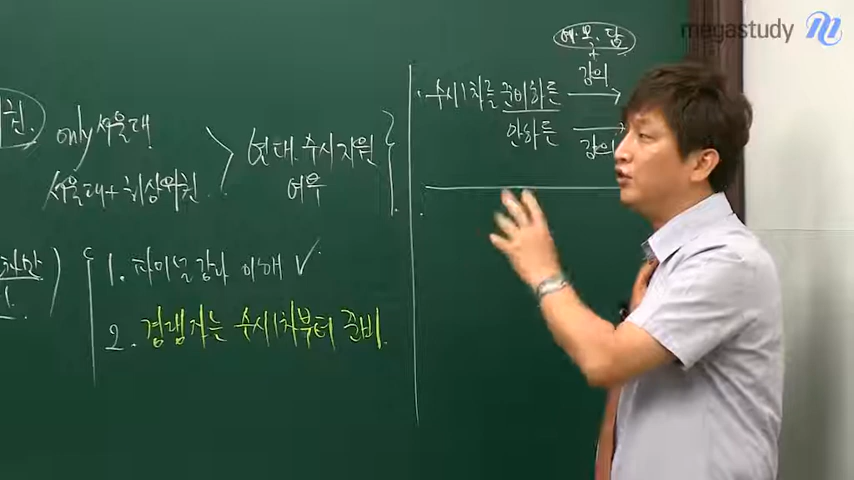 megastudy
예·모·답
+
강의
권.
only 서울대
서울대 + 최상위권
연대 수시지원
여부
수시1차를 준비하든
안하든
강의
1. 파이널 강좌 이해 ✓
2. 경쟁자는 수시1차부터 준비.